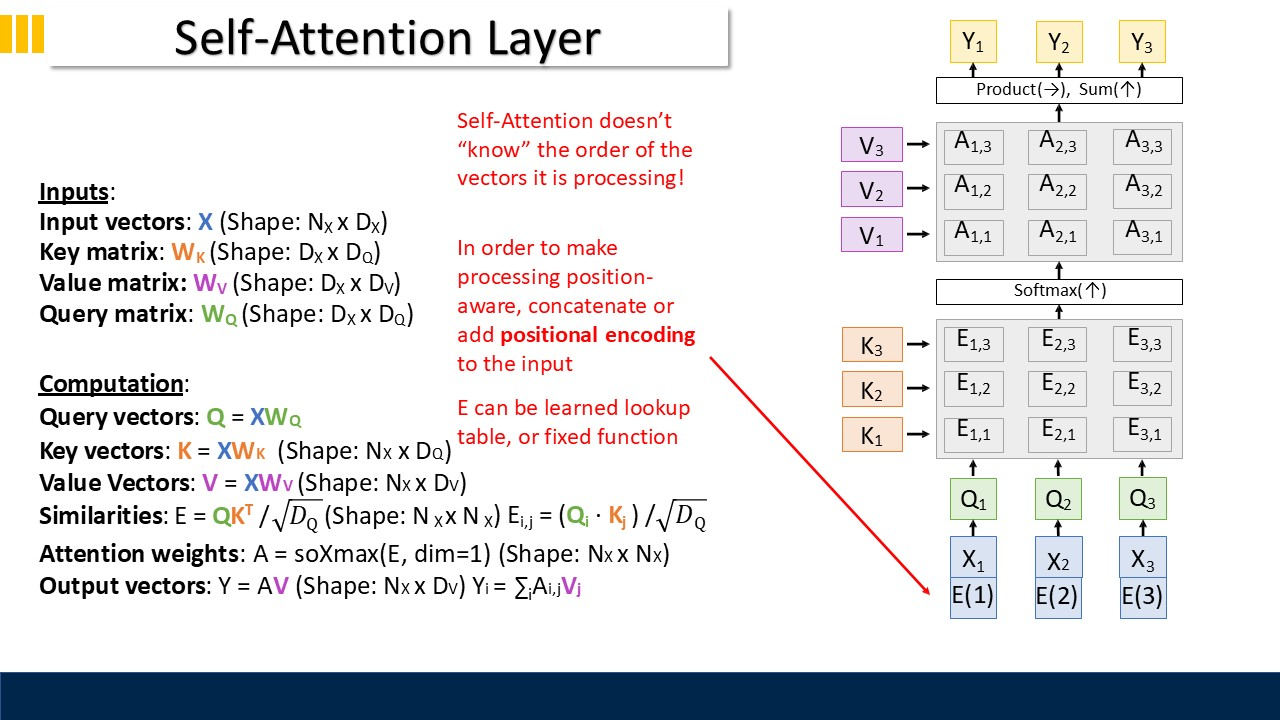 Self-Attention Layer
Self-Attention doesn't
“know” the order of the
vectors it is processing!
In order to make
processing position-
aware, concatenate or
add positional encoding
to the input
E can be learned lookup
table, or fixed function
Inputs:
Input vectors: X (Shape: NX x DX)
Key matrix: WK (Shape: DX x DQ)
Value matrix: WV (Shape: DX x DV)
Query matrix: WQ (Shape: DX x DQ)
Computation:
Query vectors: Q = XWQ
Key vectors: K = XWK (Shape: NX x DQ)
Value Vectors: V = XWV (Shape: NX x DV)
Similarities: E = QKT /√DQ (Shape: N X x N X) Ei,j = (Qi · Kj ) /√DQ
Attention weights: A = soXmax(E, dim=1) (Shape: NX x NX)
Output vectors: Y = AV (Shape: NX x DV) Yi = ∑jAi,jVj
Y1 Y2 Y3
Product(→), Sum(↑)
V3 A1,3 A2,3 A3,3
V2 A1,2 A2,2 A3,2
V1 A1,1 A2,1 A3,1
Softmax(↑)
K3 E1,3 E2,3 E3,3
K2 E1,2 E2,2 E3,2
K1 E1,1 E2,1 E3,1
Q1 Q2 Q3
X1 X2 X3
E(1) E(2) E(3)